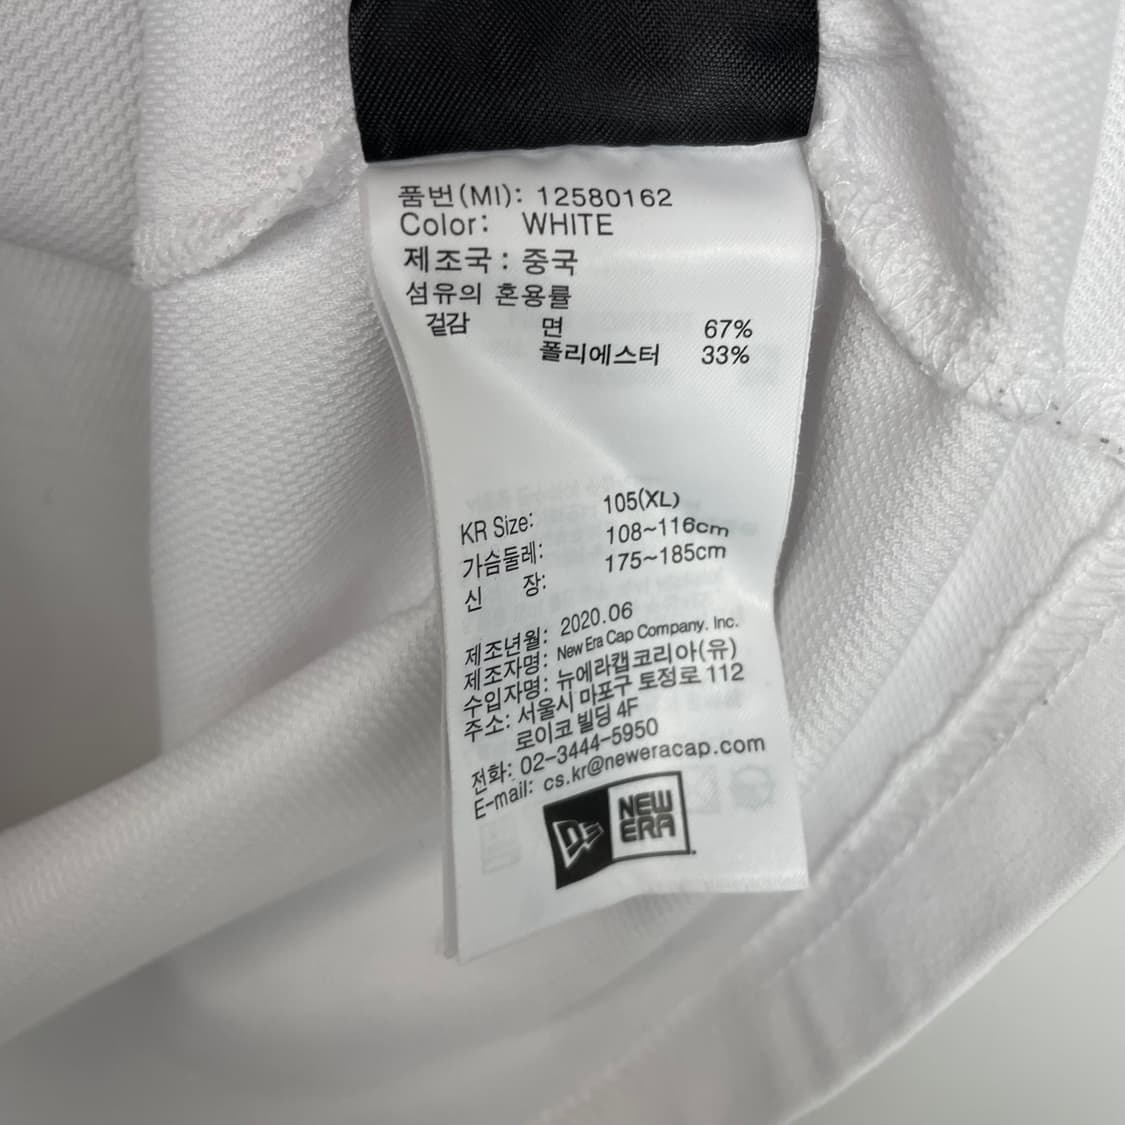 품번(MI): 12580162
Color: WHITE
제조국: 중국
섬유의 혼용률
겉감 면 67%
폴리에스터 33%
KR Size: 105(XL)
가슴둘레: 108~116cm
신 장: 175~185cm
제조년월: 2020.06
제조자명: New Era Cap Company. Inc.
수입자명: 뉴에라캡코리아(유)
주소: 서울시 마포구 토정로 112
로이코 빌딩 4F
전화: 02-3444-5950
E-mail: cs.kr@neweracap.com
NEW
ERA